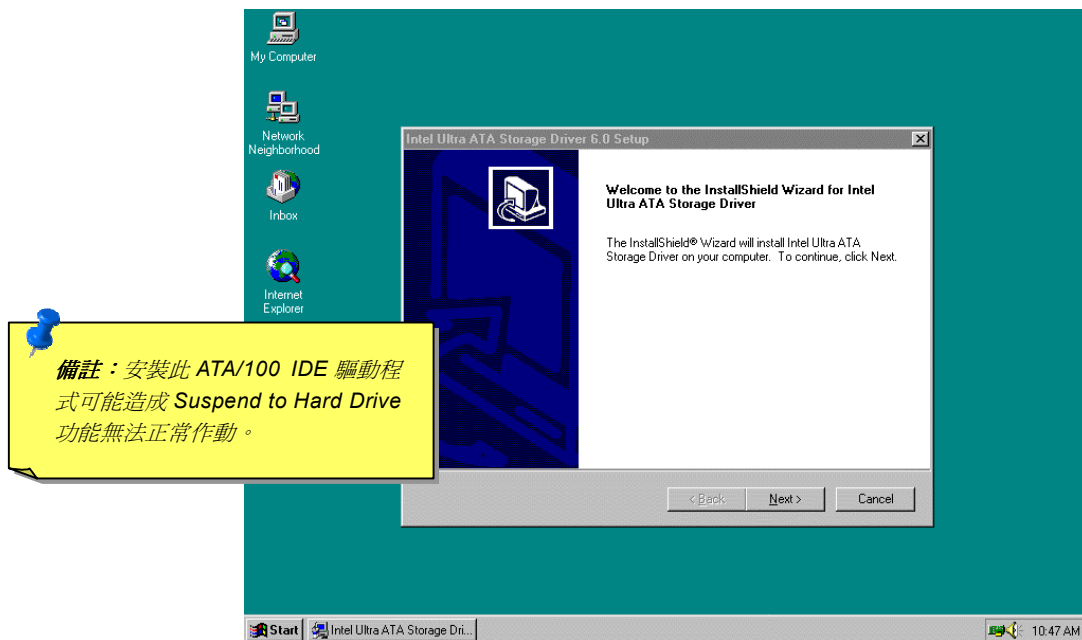 My Computer
Network
Neighborhood
Inbox
Internet
Explorer
Intel Ultra ATA Storage Driver 6.0 Setup
Welcome to the InstallShield Wizard for Intel
Ultra ATA Storage Driver
The InstallShield® Wizard will install Intel Ultra ATA
Storage Driver on your computer. To continue, click Next.
備註：安裝此 ATA/100 IDE 驅動程
式可能造成 Suspend to Hard Drive
功能無法正常作動。
< Back
Next >
Cancel
Start
Intel Ultra ATA Storage Dri...
10:47 AM